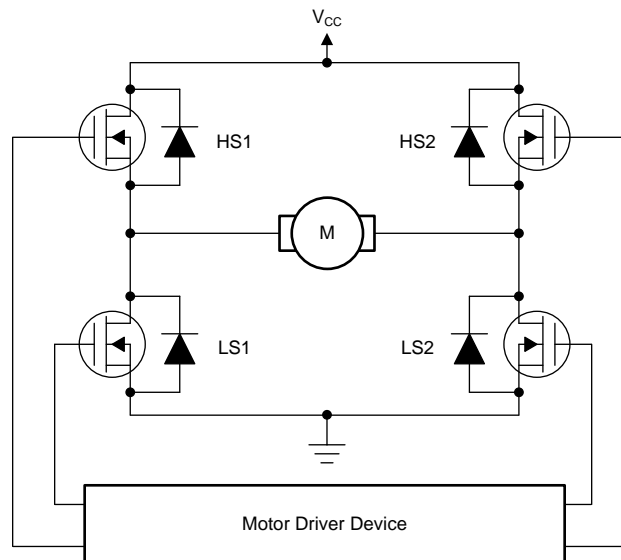 VCC
HS1
HS2
M
LS1
LS2
Motor Driver Device